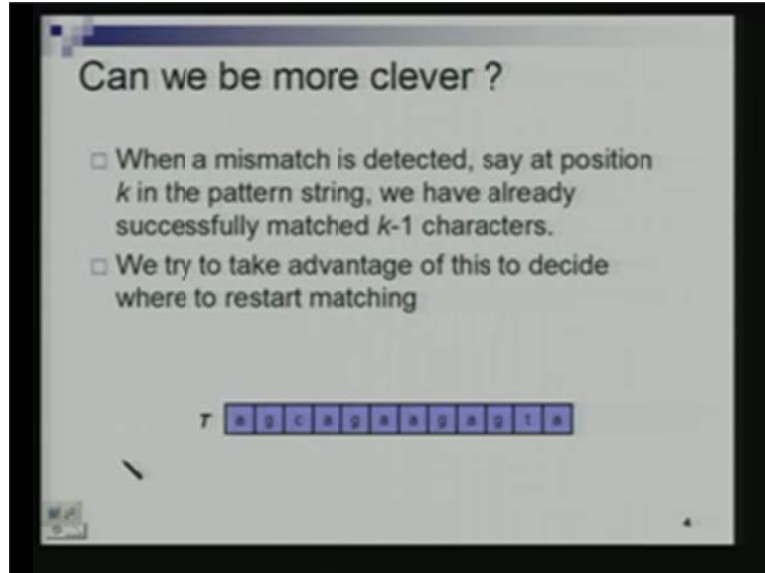 Can we be more clever ?
□ When a mismatch is detected, say at position
k in the pattern string, we have already
successfully matched k-1 characters.
□ We try to take advantage of this to decide
where to restart matching
T a g c a g a a g a g t a
4